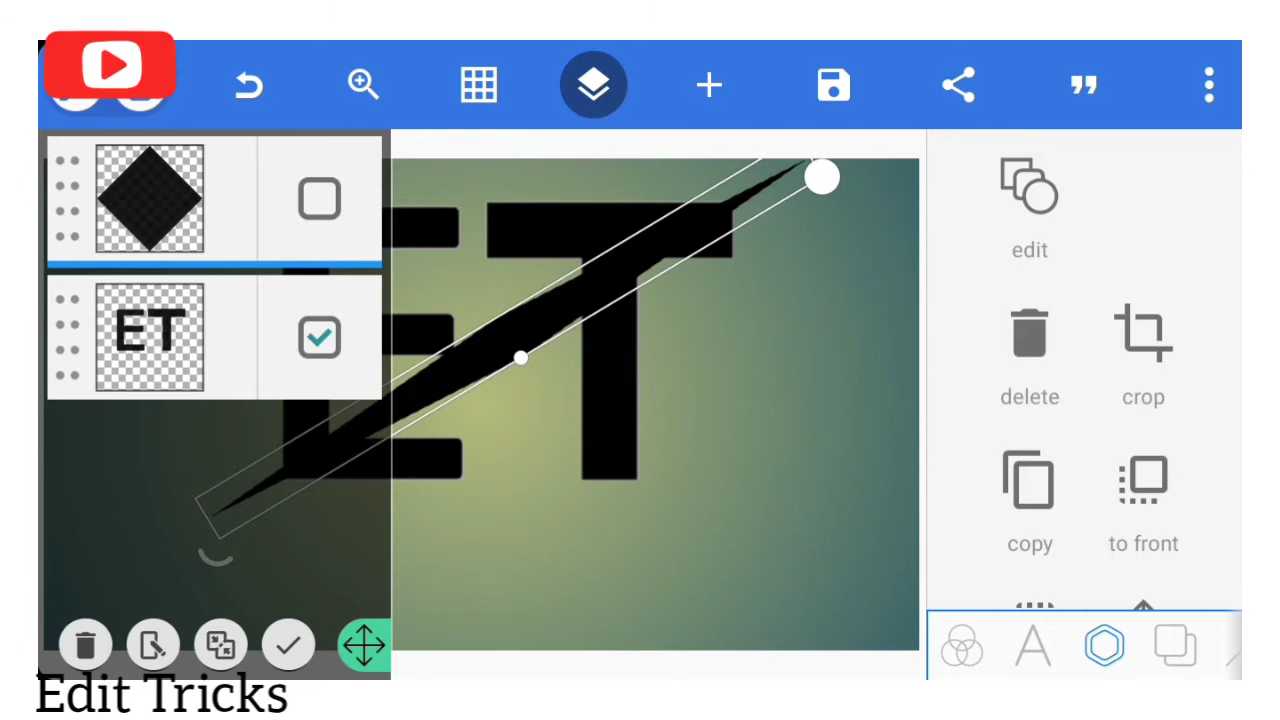 ET
ET
edit
delete
crop
copy
to front
A
Edit Tricks